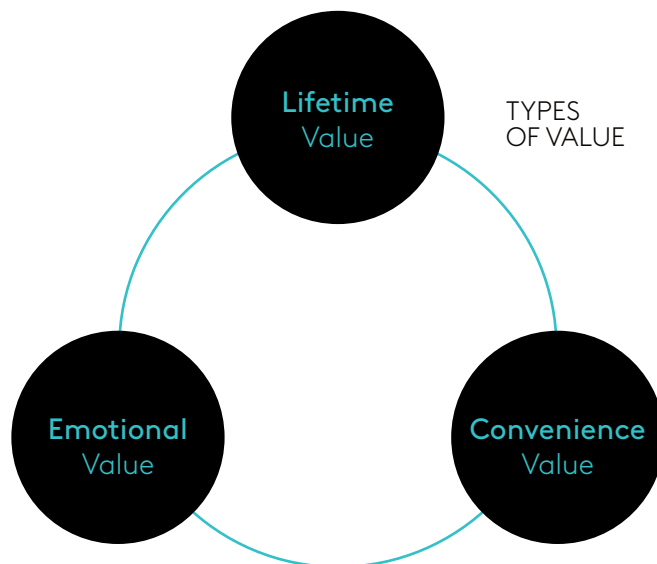 Lifetime
Value
TYPES
OF VALUE
Emotional
Value
Convenience
Value